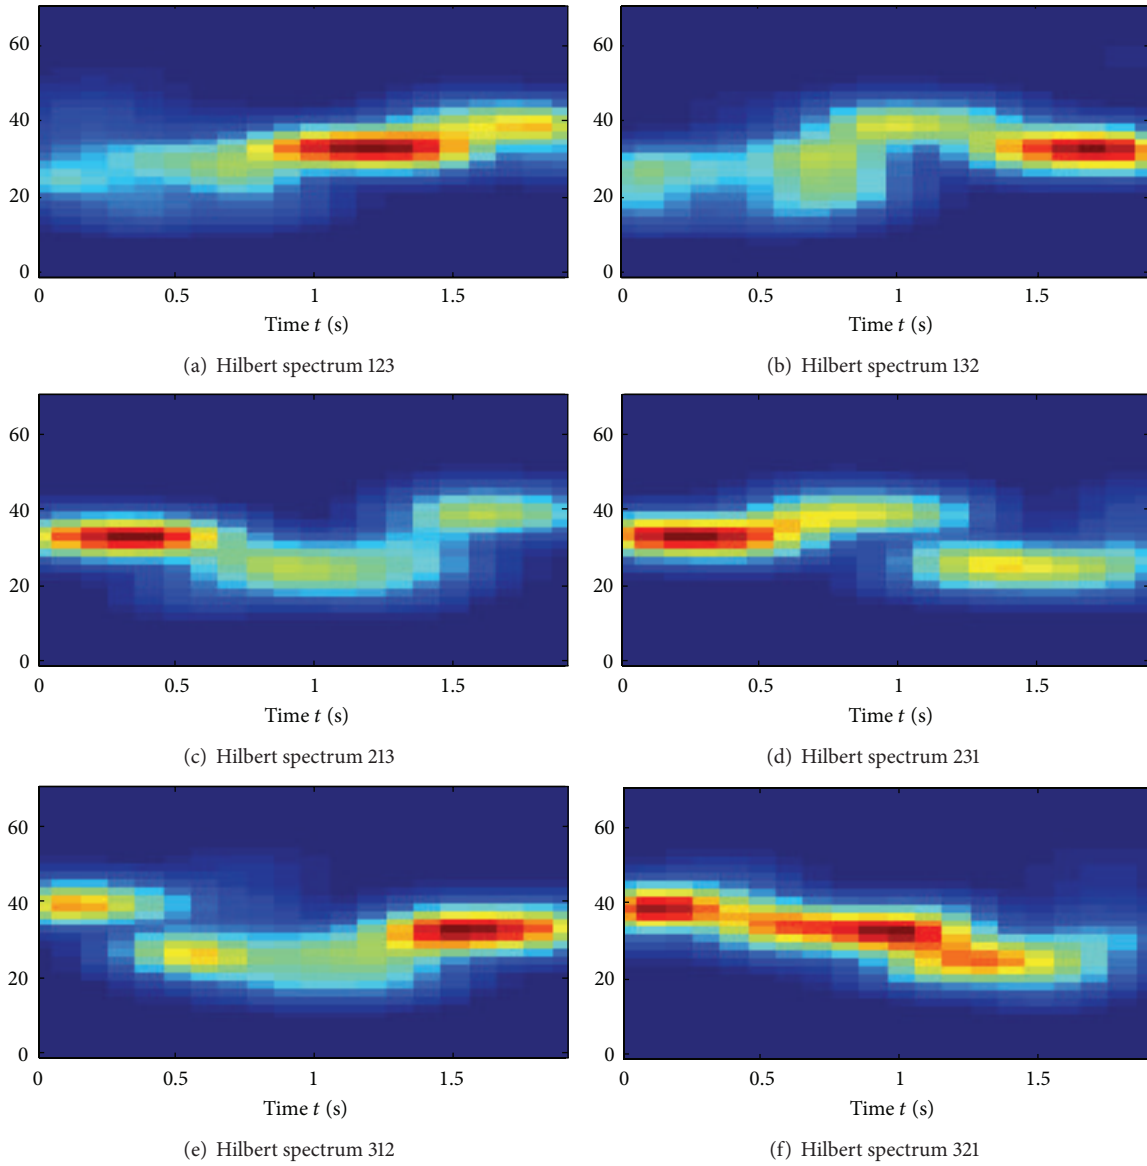 60
40
20
0
0 0.5 1 1.5
Time t (s)
(a) Hilbert spectrum 123
60
40
20
0
0 0.5 1 1.5
Time t (s)
(b) Hilbert spectrum 132
60
40
20
0
0 0.5 1 1.5
Time t (s)
(c) Hilbert spectrum 213
60
40
20
0
0 0.5 1 1.5
Time t (s)
(d) Hilbert spectrum 231
60
40
20
0
0 0.5 1 1.5
Time t (s)
(e) Hilbert spectrum 312
60
40
20
0
0 0.5 1 1.5
Time t (s)
(f) Hilbert spectrum 321